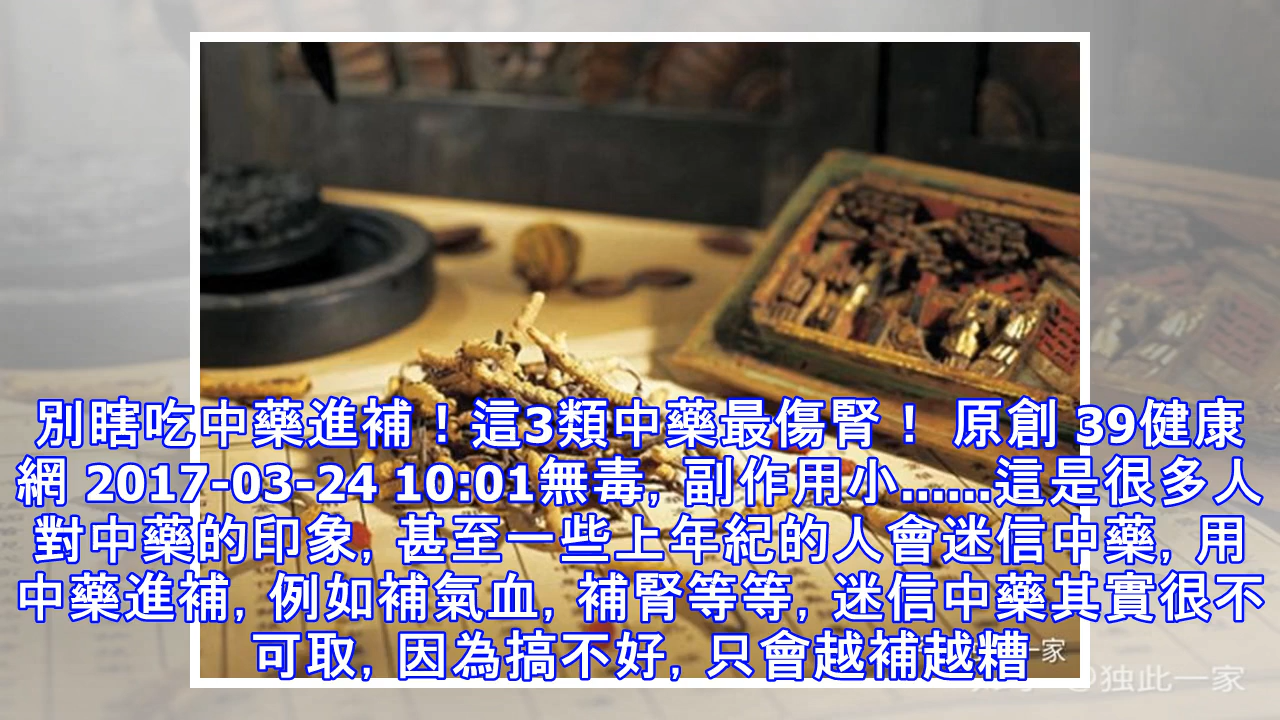 別瞎吃中藥進補！這3類中藥最傷腎！ 原創 39健康
網 2017-03-24 10:01無毒, 副作用小……這是很多人
對中藥的印象, 甚至一些上年紀的人會迷信中藥, 用
中藥進補, 例如補氣血, 補腎等等, 迷信中藥其實很不
可取, 因為搞不好, 只會越補越糟
一家
@独此一家